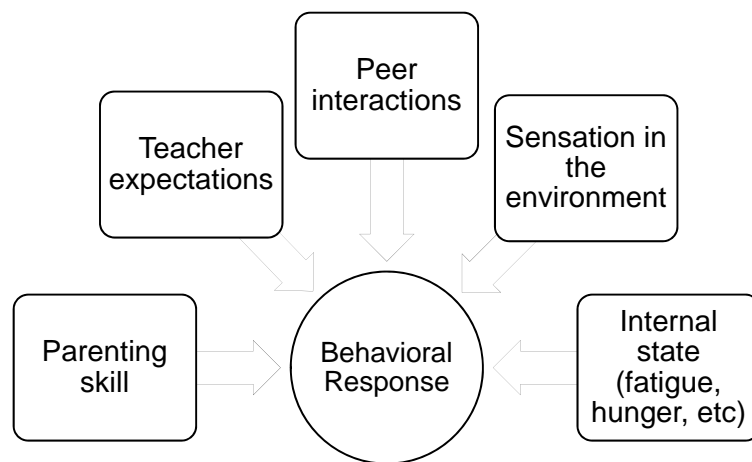 Peer
interactions
Teacher
expectations
Sensation in
the
environment
Parenting
skill
Behavioral
Response
Internal
state
(fatigue,
hunger, etc)